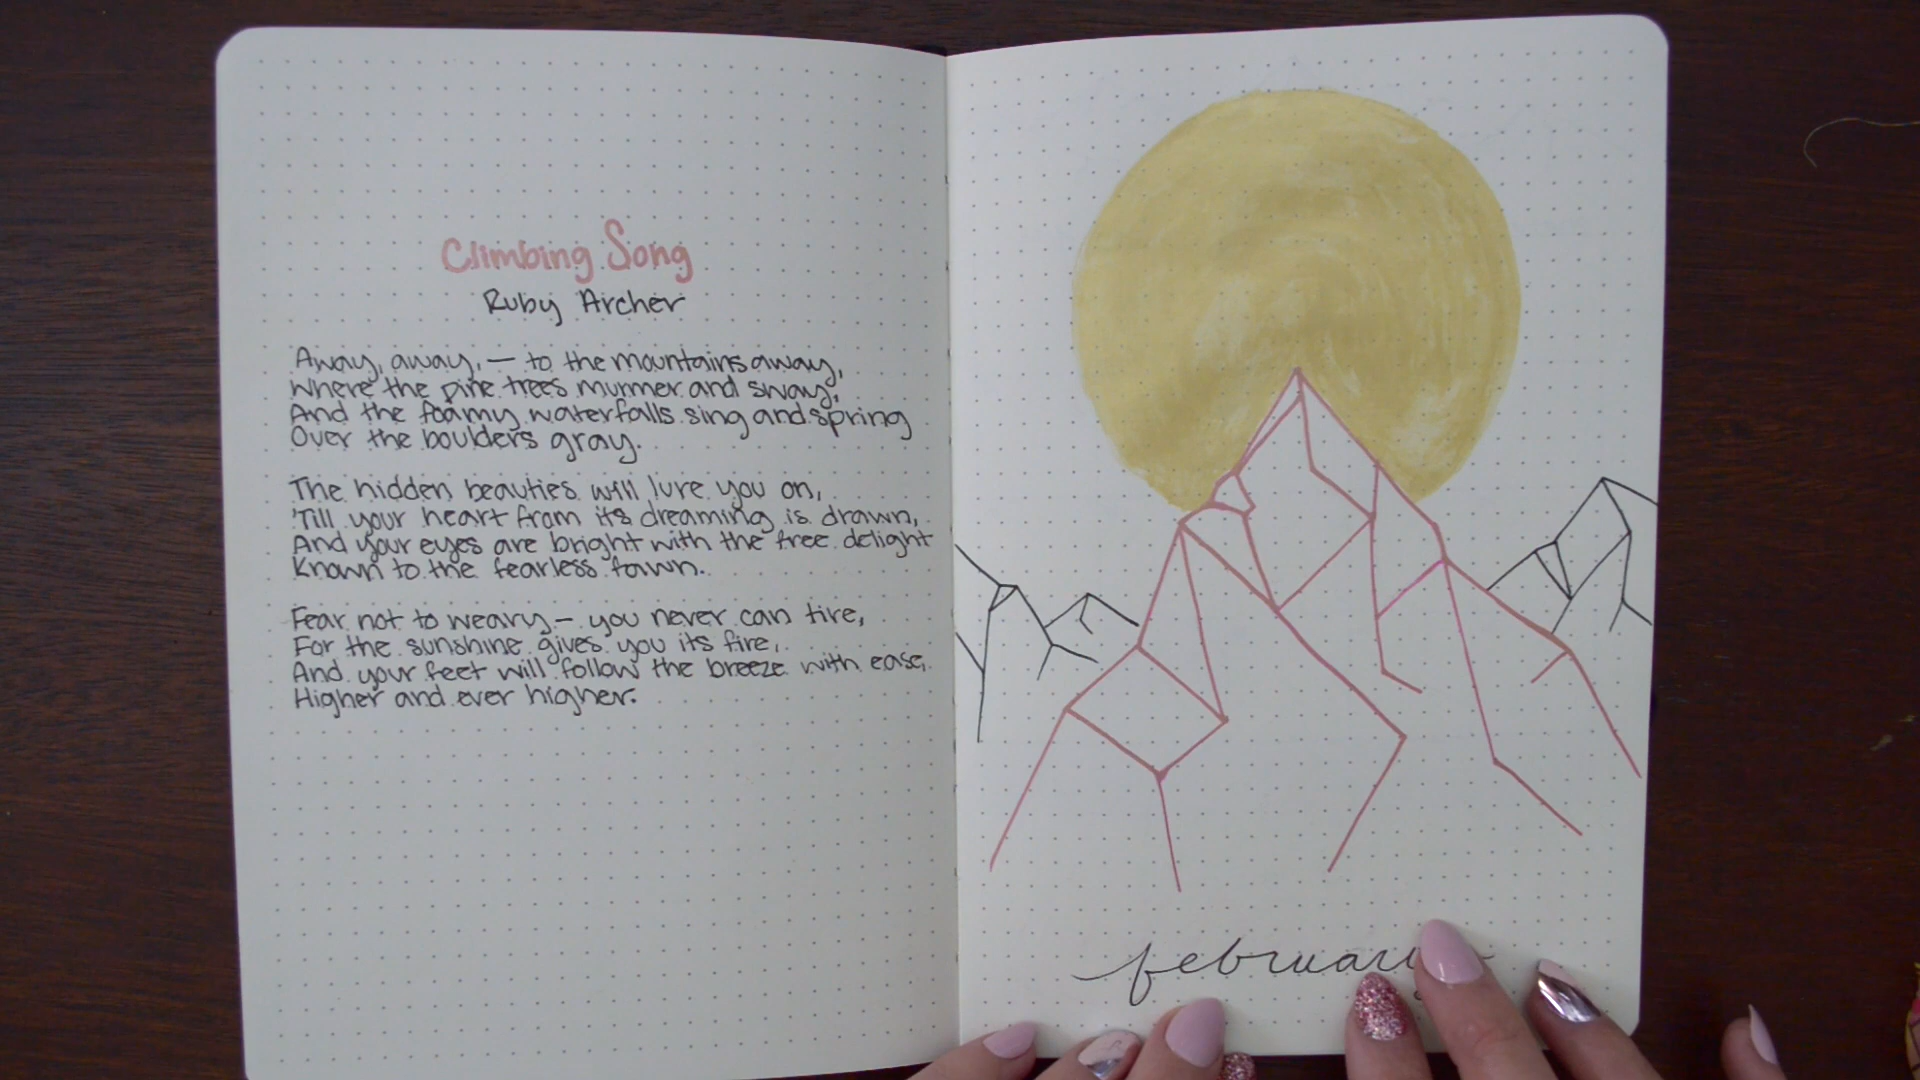 Climbing Song
Ruby Archer
Away, away, — to the mountains away,
Where the pine trees murmer and sway,
And the foamy waterfalls sing and spring
Over the boulders gray.
The hidden beauties will lure you on,
'Till your heart from its dreaming is drawn,
And your eyes are bright with the free delight
Known to the fearless fawn.
Fear not to weary — you never can tire,
For the sunshine gives you its fire,
And your feet will follow the breeze with ease,
Higher and ever higher.
february